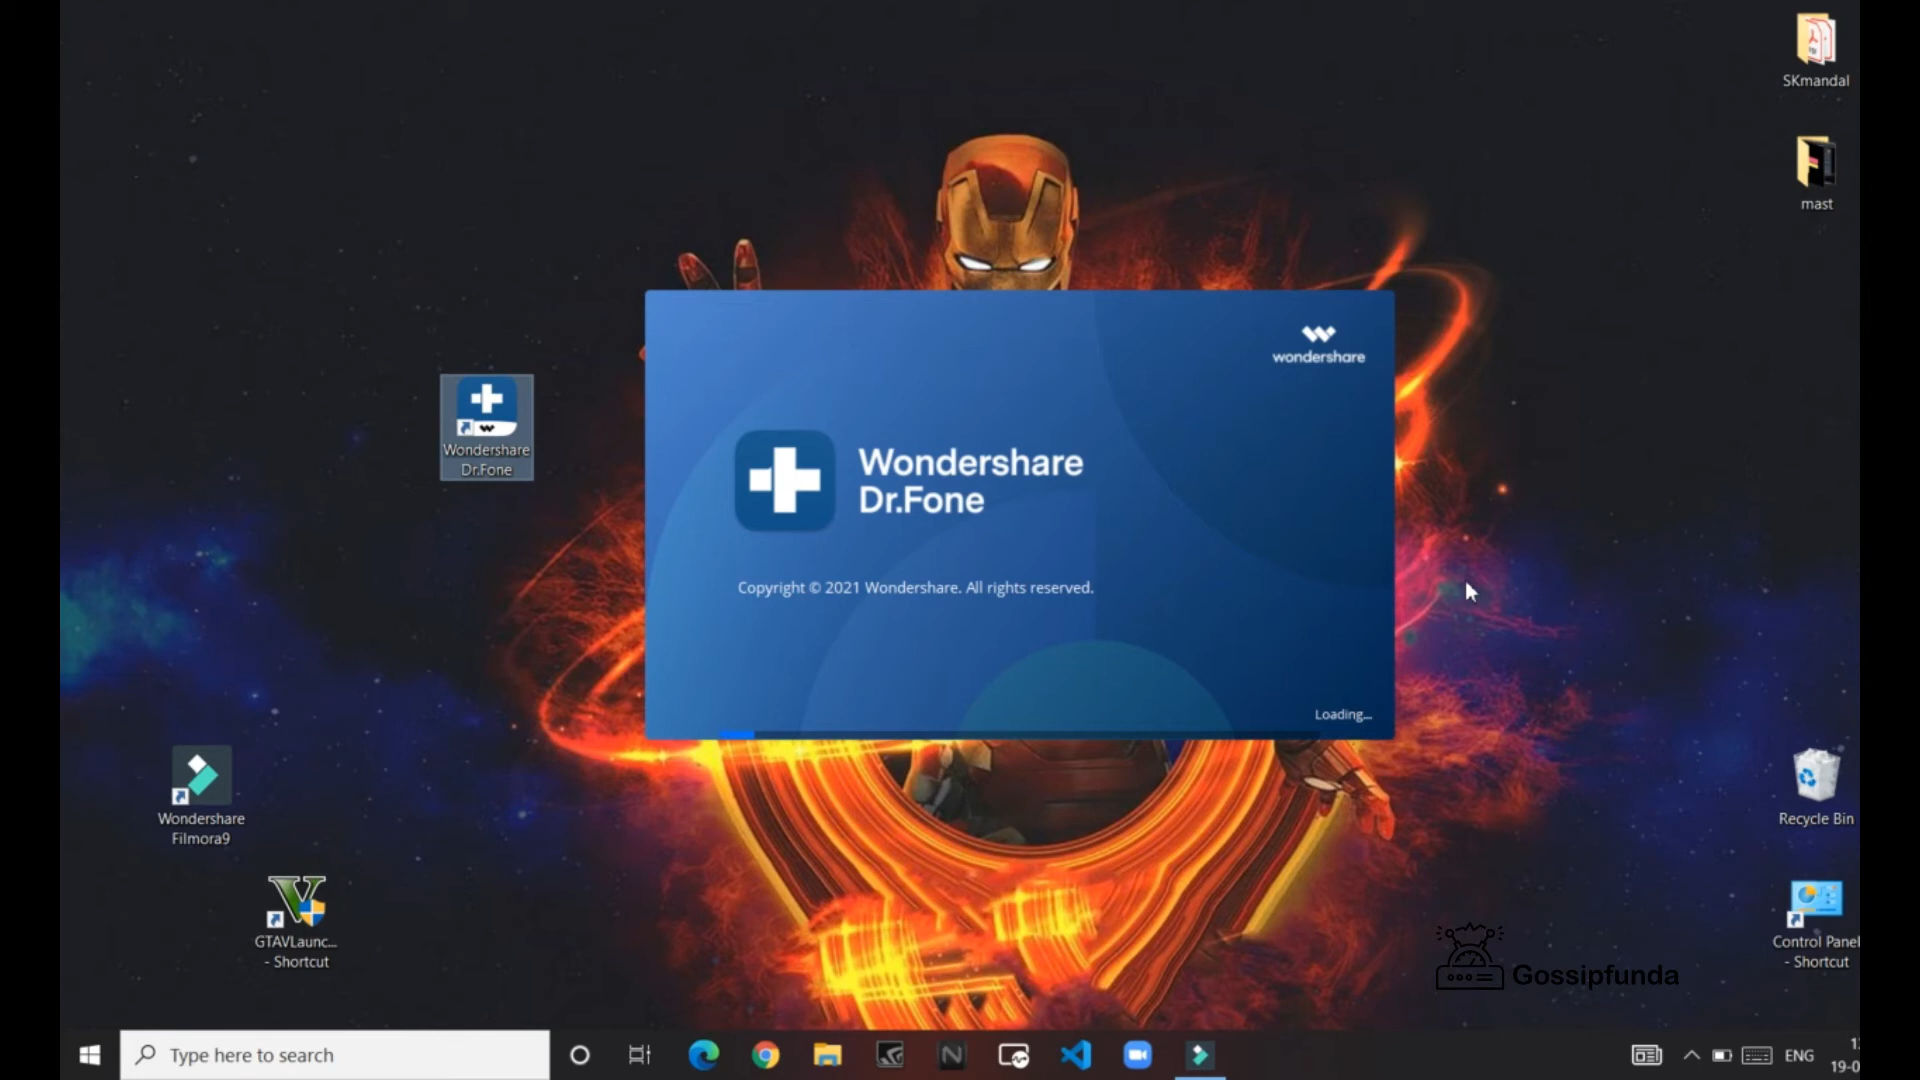 SKmandal
mast
wondershare
Wondershare
Dr.Fone
Wondershare
Dr.Fone
Copyright © 2021 Wondershare. All rights reserved.
Loading...
Wondershare
Filmora9
Recycle Bin
GTAVLaunc...
- Shortcut
Control Panel
- Shortcut
Gossipfunda
Type here to search
ENG